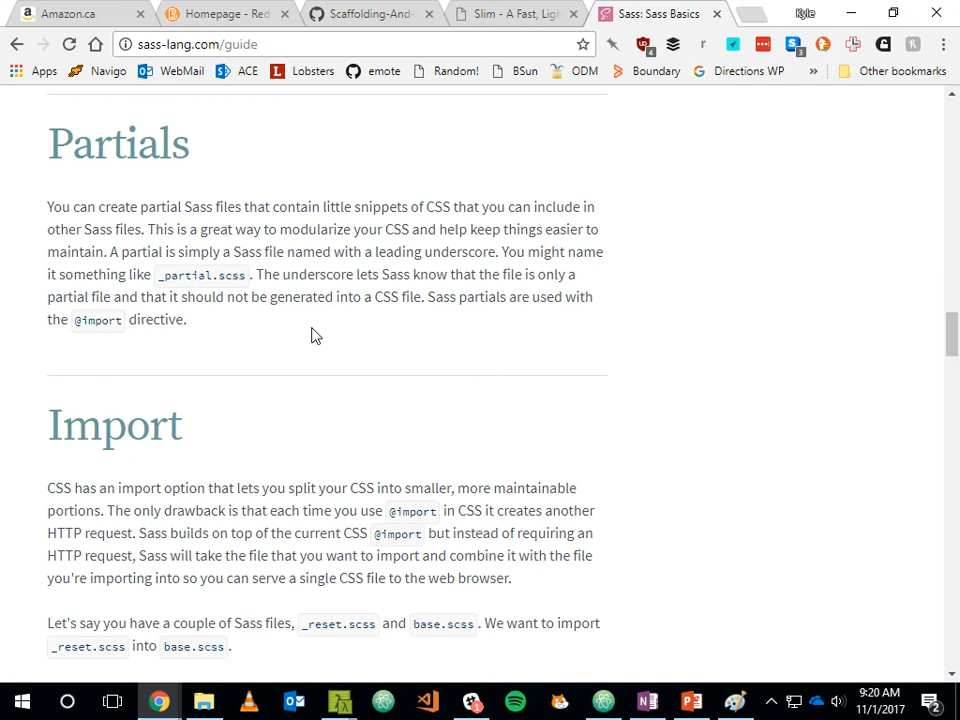 Amazon.ca
Homepage - Red
Scaffolding-And-
Slim - A Fast, Ligh
Sass: Sass Basics
Kyle
sass-lang.com/guide
Apps
Navigo
WebMail
ACE
Lobsters
emote
Random!
BSun
ODM
Boundary
Directions WP
»
Other bookmarks
Partials
You can create partial Sass files that contain little snippets of CSS that you can include in
other Sass files. This is a great way to modularize your CSS and help keep things easier to
maintain. A partial is simply a Sass file named with a leading underscore. You might name
it something like _partial.scss. The underscore lets Sass know that the file is only a
partial file and that it should not be generated into a CSS file. Sass partials are used with
the @import directive.
Import
CSS has an import option that lets you split your CSS into smaller, more maintainable
portions. The only drawback is that each time you use @import in CSS it creates another
HTTP request. Sass builds on top of the current CSS @import but instead of requiring an
HTTP request, Sass will take the file that you want to import and combine it with the file
you're importing into so you can serve a single CSS file to the web browser.
Let's say you have a couple of Sass files, _reset.scss and base.scss. We want to import
_reset.scss into base.scss.
9:20 AM
11/1/2017
2